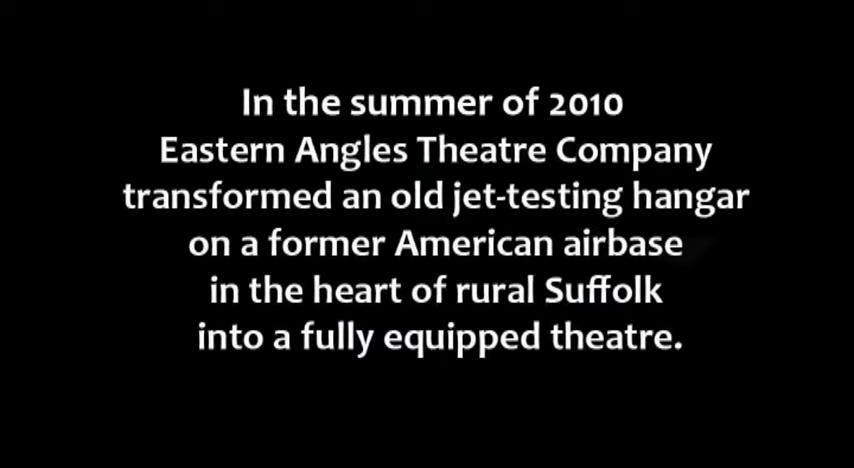 In the summer of 2010
Eastern Angles Theatre Company
transformed an old jet-testing hangar
on a former American airbase
in the heart of rural Suffolk
into a fully equipped theatre.